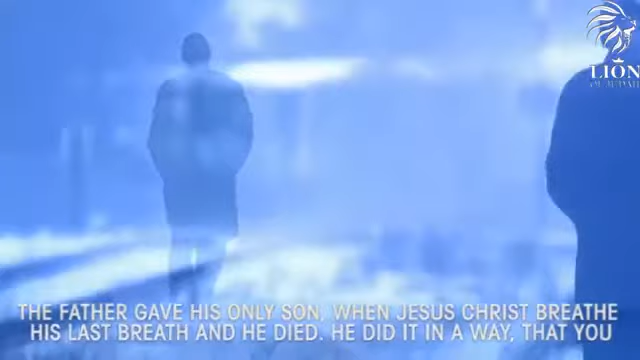 LION
THE FATHER GAVE HIS ONLY SON, WHEN JESUS CHRIST BREATHE
HIS LAST BREATH AND HE DIED. HE DID IT IN A WAY, THAT YOU